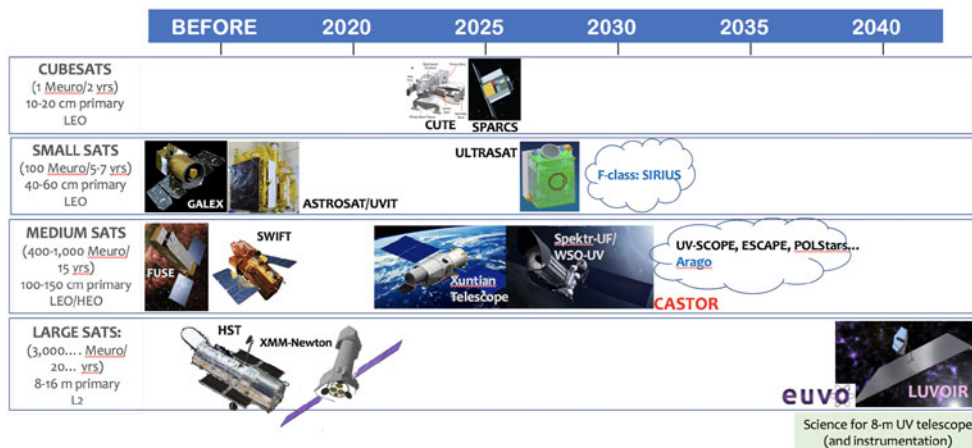 BEFORE 2020 2025 2030 2035 2040
CUBESATS
(1 Meuro/2 yrs)
10-20 cm primary
LEO
CUTE
SPARCS
SMALL SATS
(100 Meuro/5-7 yrs)
40-60 cm primary
LEO
GALEX
ASTROSAT/UVIT
ULTRASAT
F-class: SIRIUS
MEDIUM SATS
(400-1,000 Meuro/
15 yrs)
100-150 cm primary
LEO/HEO
FUSE
SWIFT
Xuntian
Telescope
Spektr-UF/
WSO-UV
UV-SCOPE, ESCAPE, POLStars...
Arago
CASTOR
LARGE SATS:
(3,000.... Meuro/
20... yrs)
8-16 m primary
L2
HST
XMM-Newton
euvo
LUVOIR
Science for 8-m UV telescope
(and instrumentation)